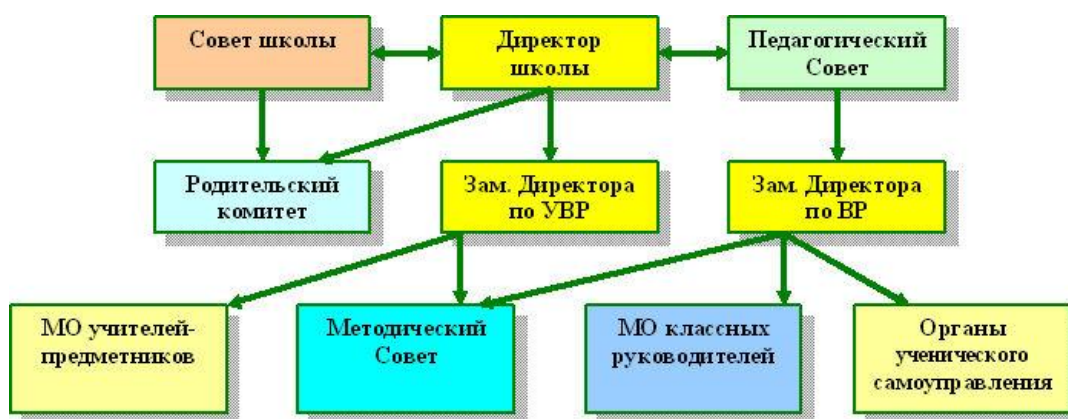 Совет школы
Директор
школы
Педагогический
Совет
Родительский
комитет
Зам. Директора
по УВР
Зам. Директора
по ВР
МО учителей-
предметников
Методический
Совет
МО классных
руководителей
Органы
ученического
самоуправления